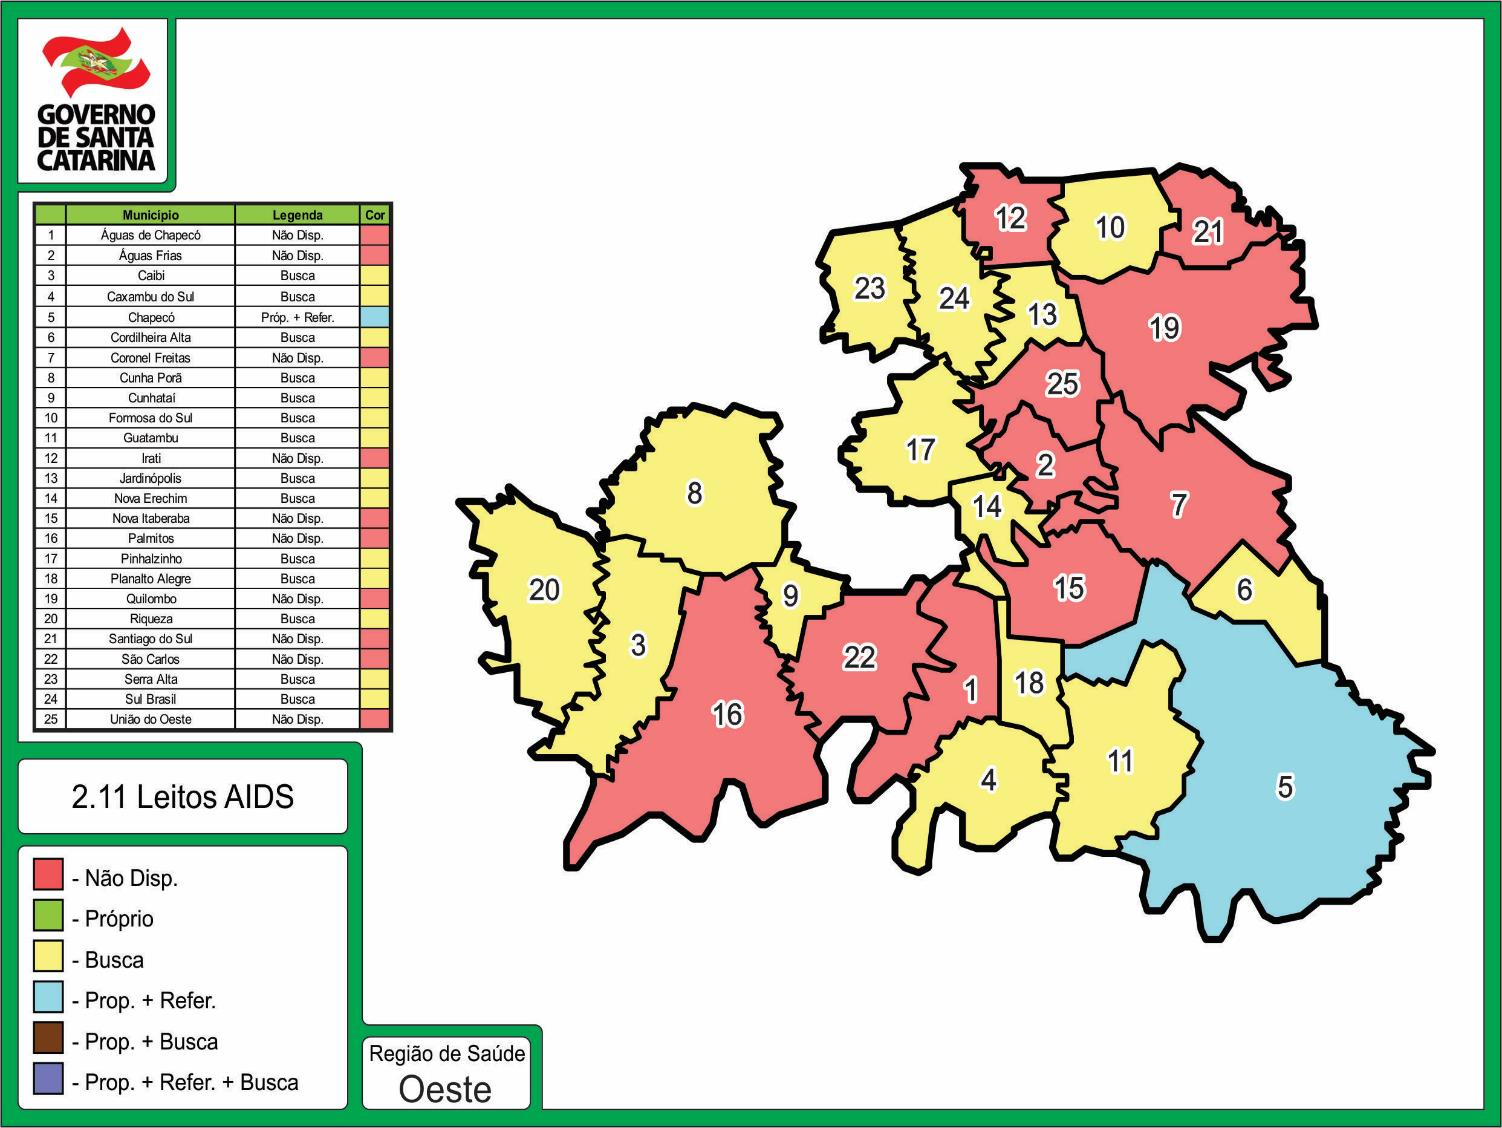 GOVERNO
DE SANTA
CATARINA
Município Legenda Cor
1 Águas de Chapecó Não Disp.
2 Águas Frias Não Disp.
3 Caibi Busca
4 Caxambu do Sul Busca
5 Chapecó Próp. + Refer.
6 Cordilheira Alta Busca
7 Coronel Freitas Não Disp.
8 Cunha Porã Busca
9 Cunhataí Busca
10 Formosa do Sul Busca
11 Guatambu Busca
12 Irati Não Disp.
13 Jardinópolis Busca
14 Nova Erechim Busca
15 Nova Itaberaba Não Disp.
16 Palmitos Não Disp.
17 Pinhalzinho Busca
18 Planalto Alegre Busca
19 Quilombo Não Disp.
20 Riqueza Busca
21 Santiago do Sul Não Disp.
22 São Carlos Não Disp.
23 Serra Alta Busca
24 Sul Brasil Busca
25 União do Oeste Não Disp.
2.11 Leitos AIDS
- Não Disp.
- Próprio
- Busca
- Prop. + Refer.
- Prop. + Busca
- Prop. + Refer. + Busca
Região de Saúde
Oeste
12
10
21
23
24
13
19
25
17
2
8
14
7
20
9
15
6
3
22
1
18
16
4
11
5